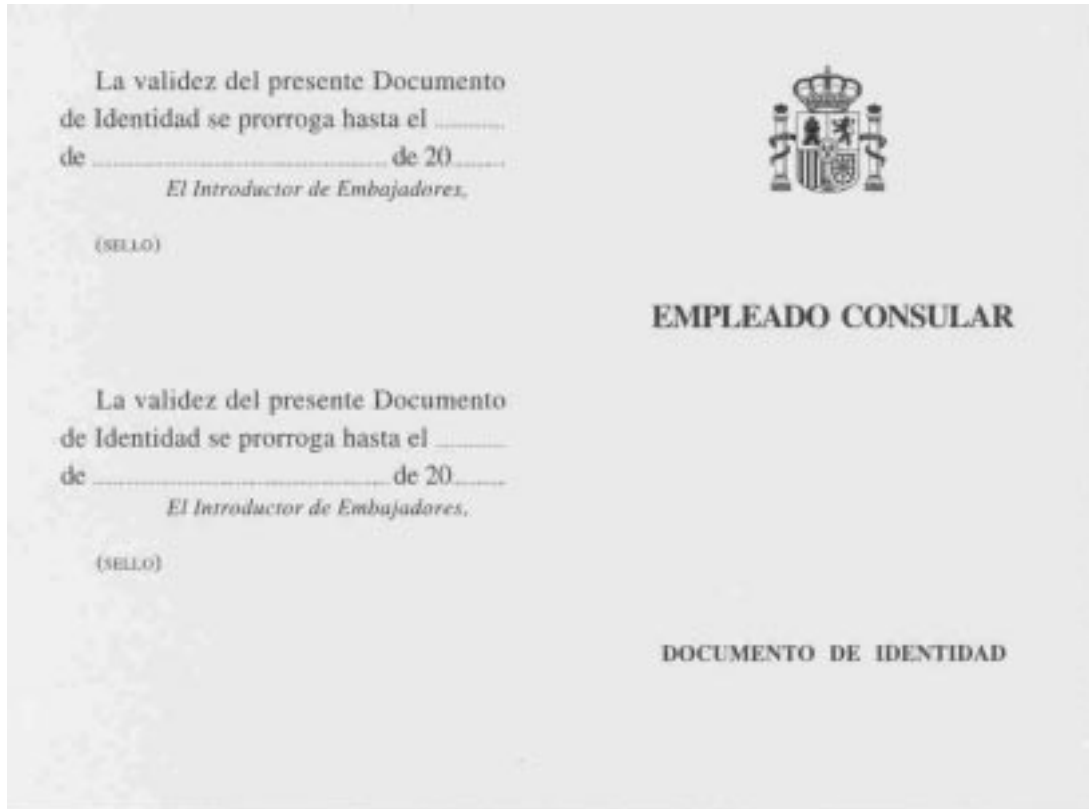 La validez del presente Documento
de Identidad se prorroga hasta el ............
de .................................................. de 20.........
El Introductor de Embajadores,
(SELLO)
La validez del presente Documento
de Identidad se prorroga hasta el ............
de .................................................. de 20.........
El Introductor de Embajadores,
(SELLO)
EMPLEADO CONSULAR
DOCUMENTO DE IDENTIDAD